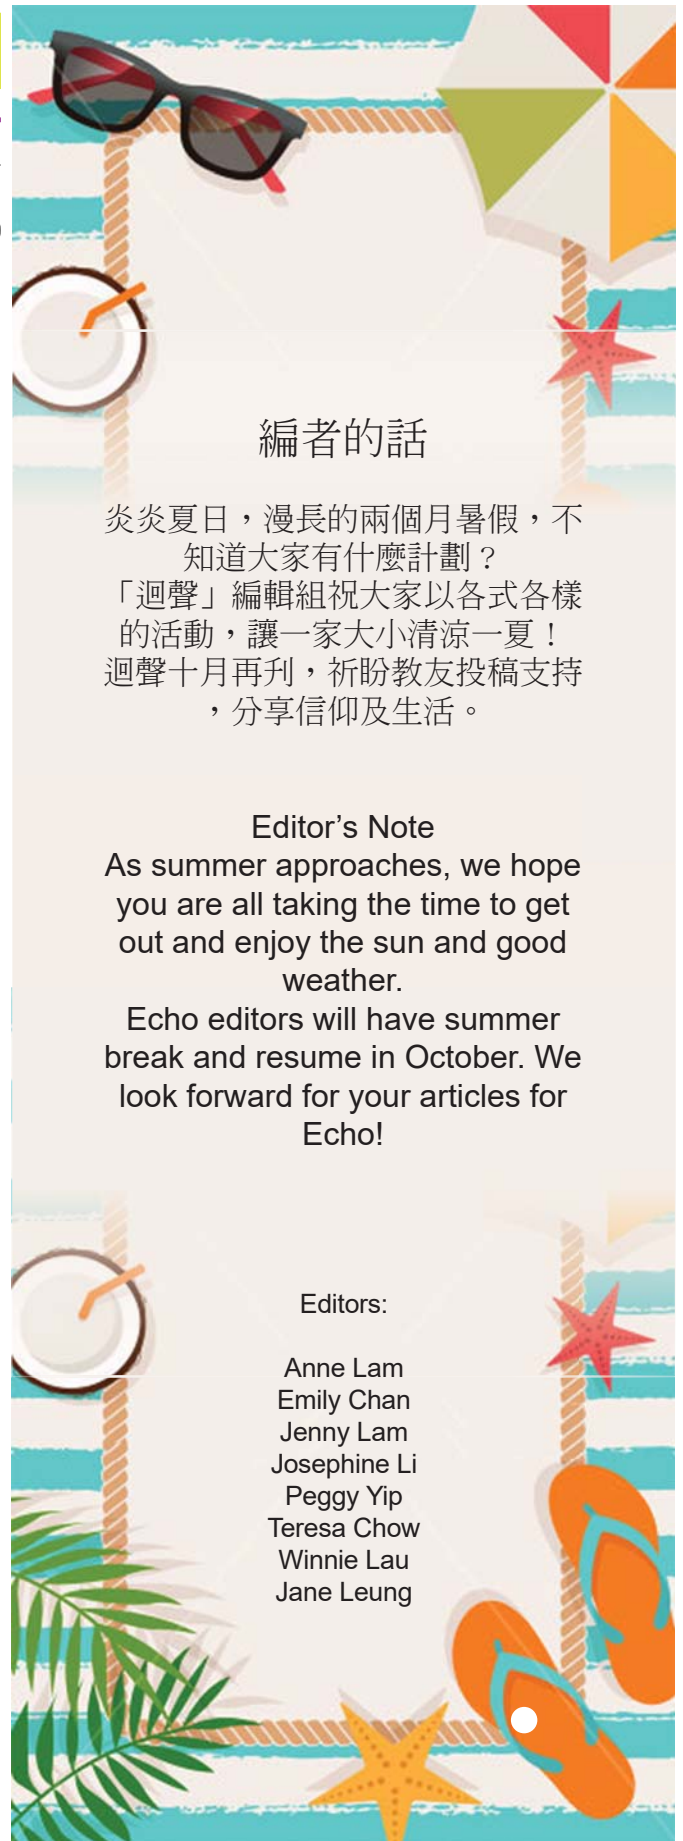 編者的話
炎炎夏日，漫長的兩個月暑假，不
知道大家有什麼計劃？
「迴聲」編輯組祝大家以各式各樣
的活動，讓一家大小清涼一夏！
迴聲十月再刋，祈盼教友投稿支持
，分享信仰及生活。
Editor’s Note
As summer approaches, we hope
you are all taking the time to get
out and enjoy the sun and good
weather.
Echo editors will have summer
break and resume in October. We
look forward for your articles for
Echo!
Editors:
Anne Lam
Emily Chan
Jenny Lam
Josephine Li
Peggy Yip
Teresa Chow
Winnie Lau
Jane Leung